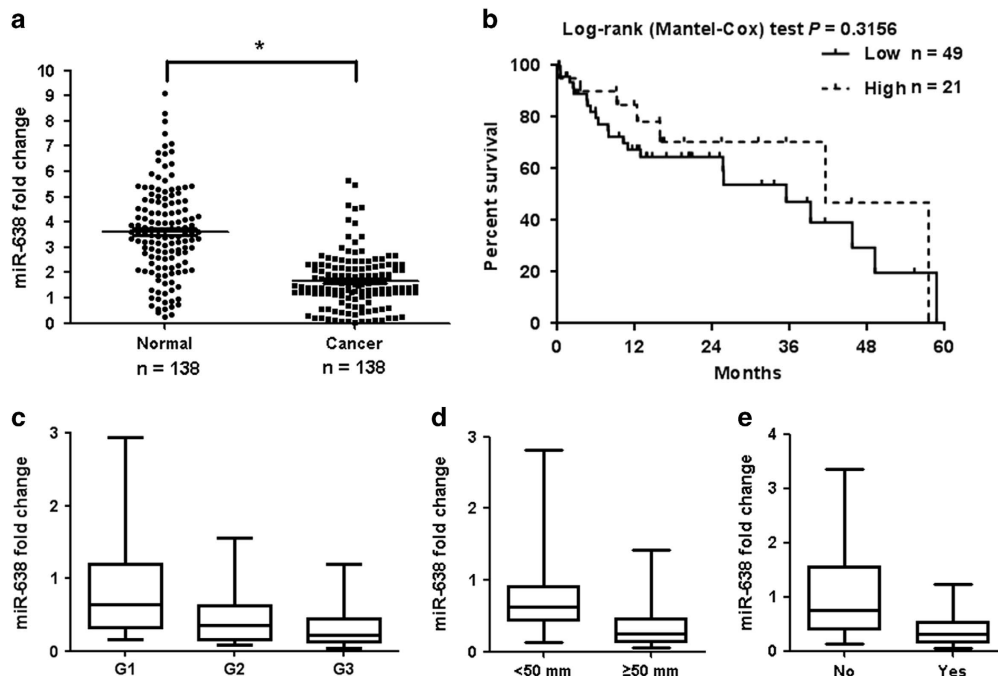 a
*
miR-638 fold change
10
9
8
7
6
5
4
3
2
1
0
Normal
Cancer
n = 138
n = 138
b
Log-rank (Mantel-Cox) test P = 0.3156
Low n = 49
High n = 21
Percent survival
100
80
60
40
20
0
0
12
24
36
48
60
Months
c
miR-638 fold change
3
2
1
0
G1
G2
G3
d
miR-638 fold change
3
2
1
0
<50 mm
≥50 mm
e
miR-638 fold change
4
3
2
1
0
No
Yes